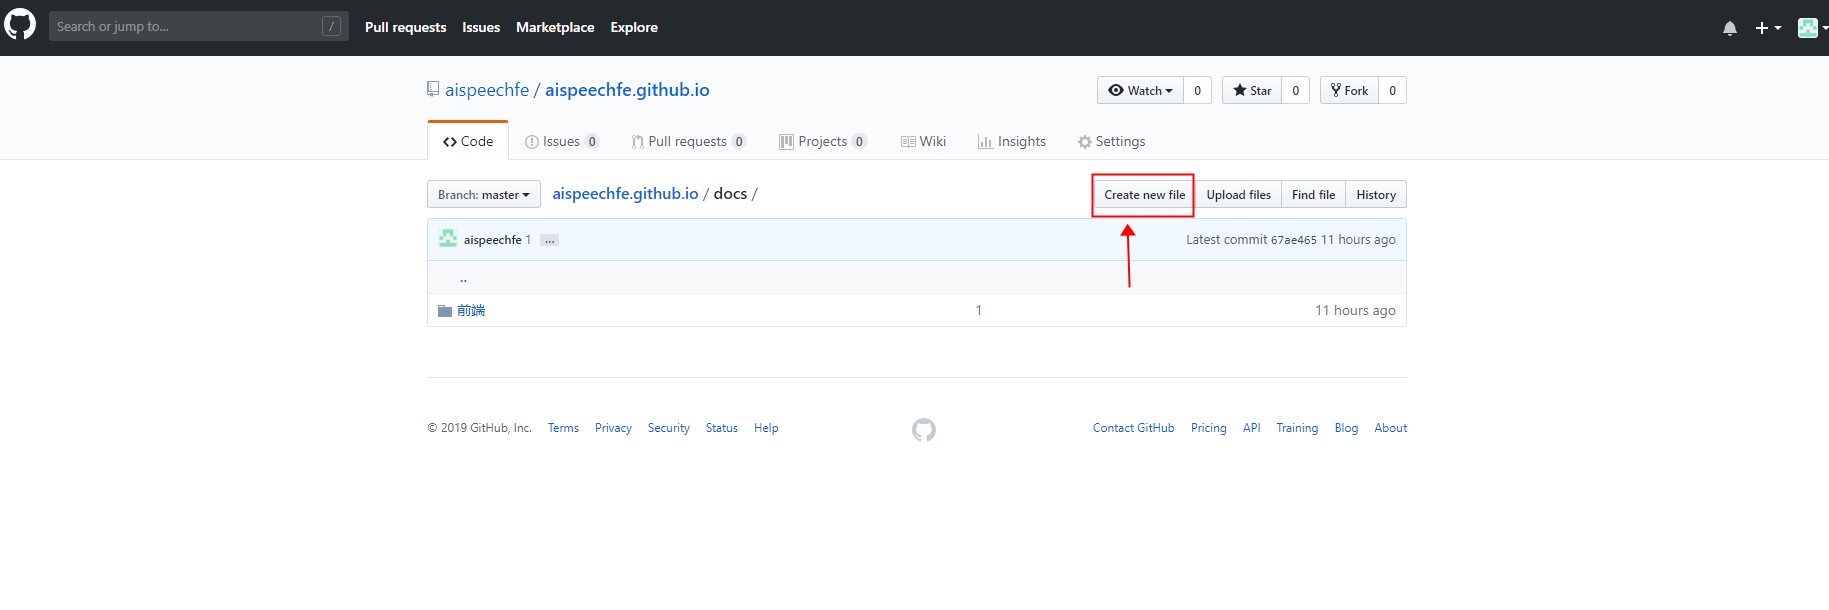 Search or jump to... / Pull requests Issues Marketplace Explore
aispeechfe / aispeechfe.github.io Watch 0 Star 0 Fork 0
Code Issues 0 Pull requests 0 Projects 0 Wiki Insights Settings
Branch: master aispeechfe.github.io / docs / Create new file Upload files Find file History
aispeechfe 1 ... Latest commit 67ae465 11 hours ago
..
前端 1 11 hours ago
© 2019 GitHub, Inc. Terms Privacy Security Status Help Contact GitHub Pricing API Training Blog About